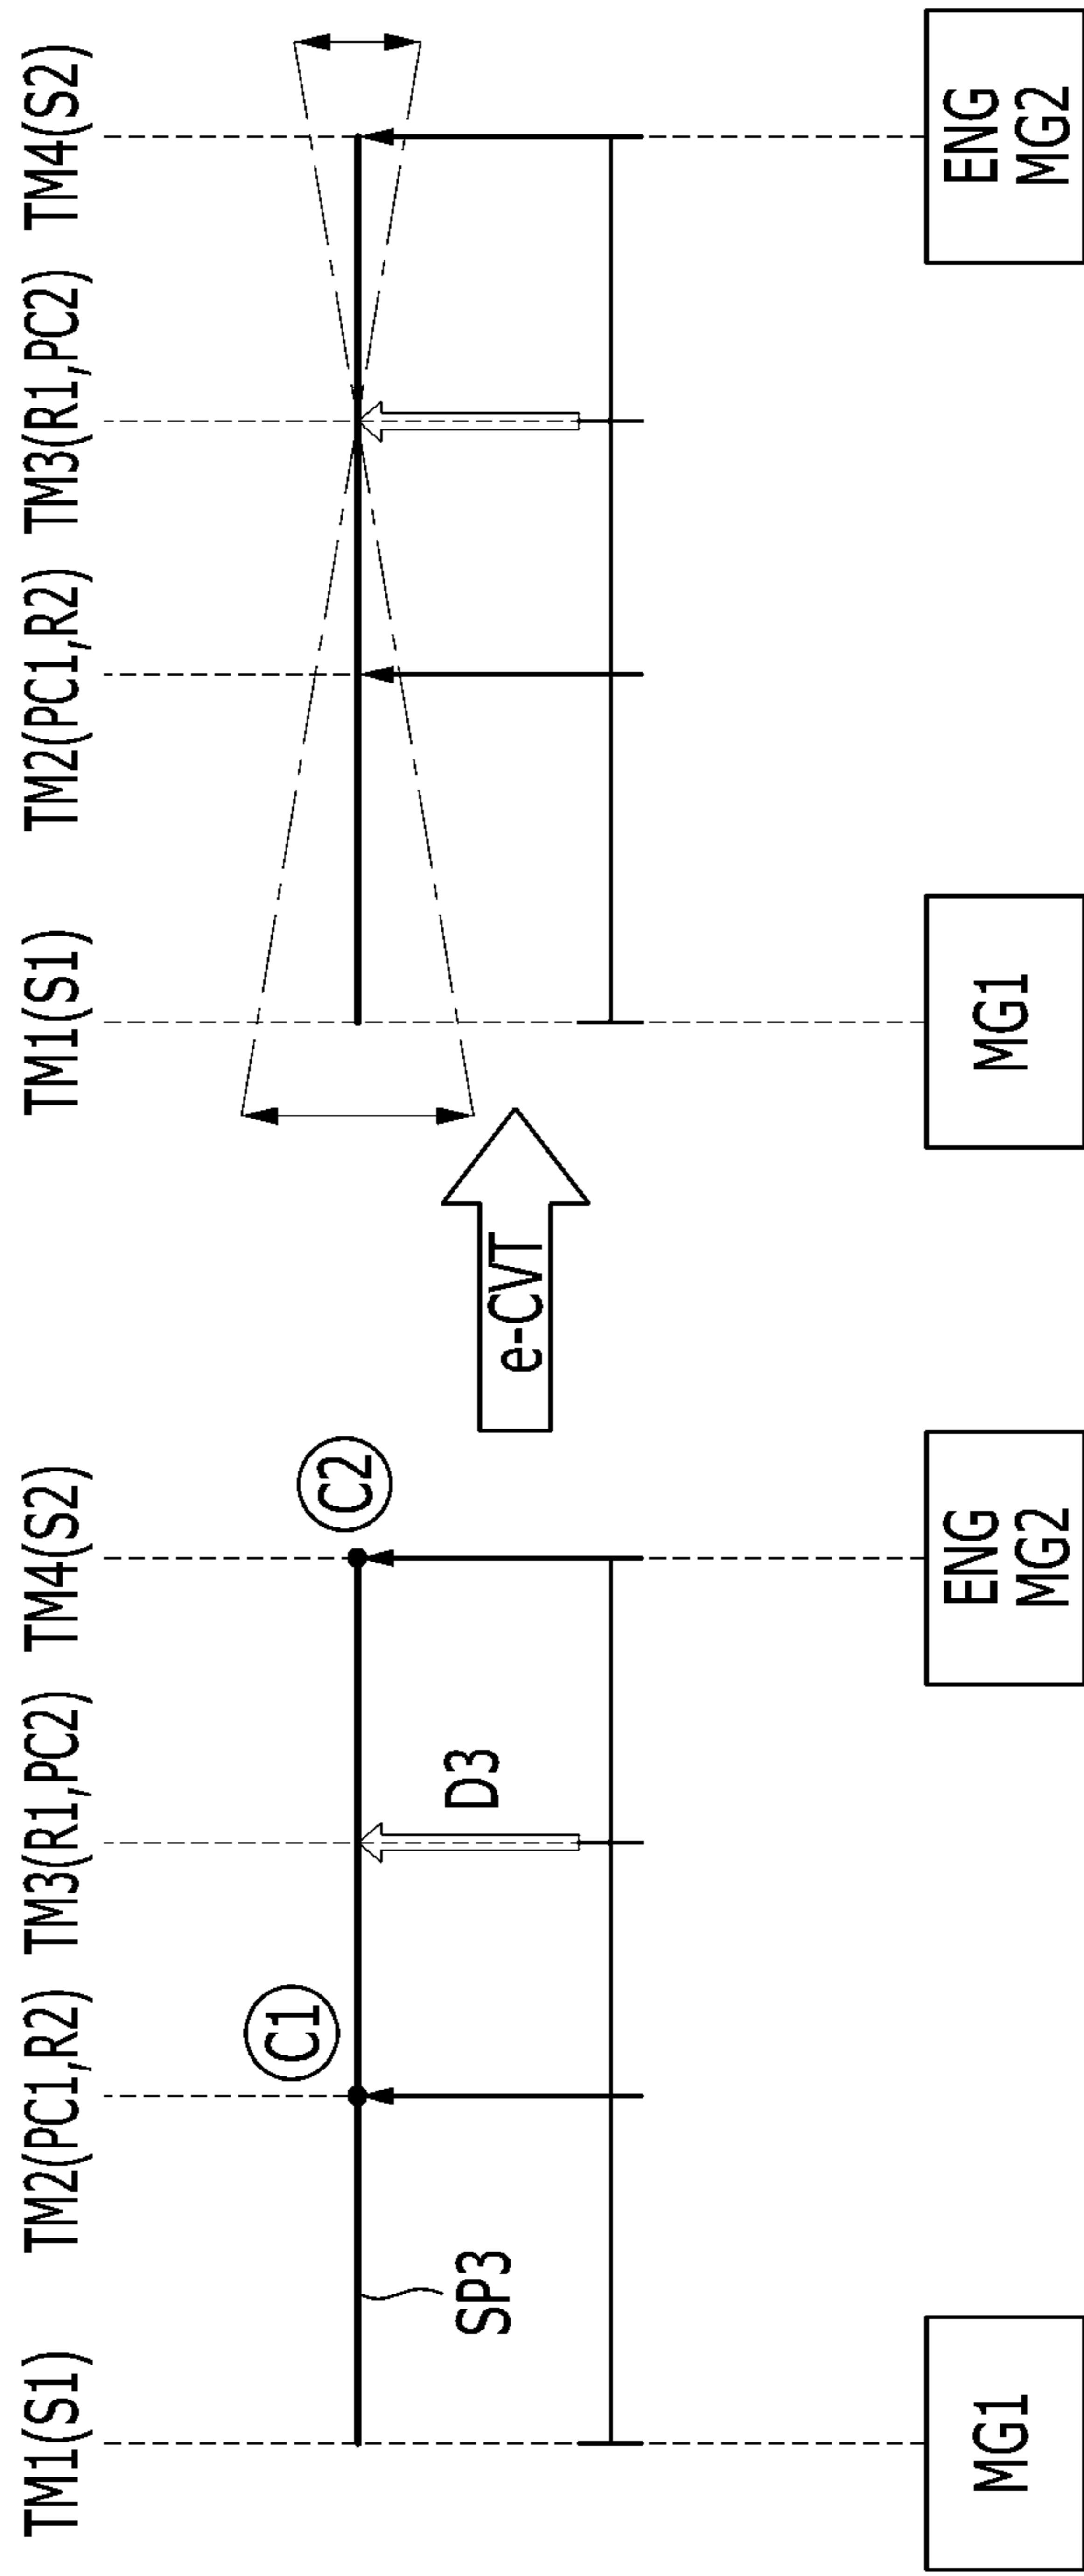 TM1(S1) TM2(PC1,R2) TM3(R1,PC2) TM4(S2)
C1
C2
SP3
D3
MG1
ENG
MG2
e-CVT
TM1(S1) TM2(PC1,R2) TM3(R1,PC2) TM4(S2)
MG1
ENG
MG2